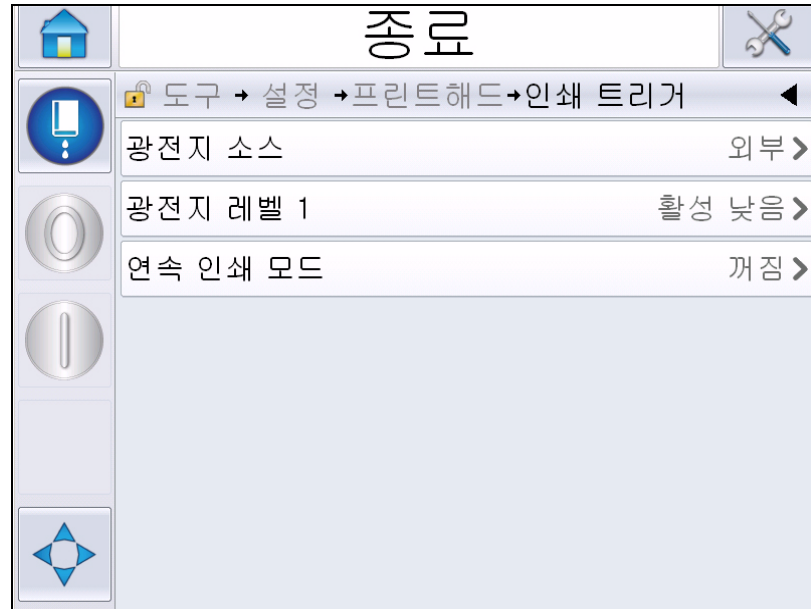 종료
도구 → 설정 →프린트해드→인쇄 트리거
광전지 소스 외부
광전지 레벨 1 활성 낮음
연속 인쇄 모드 꺼짐